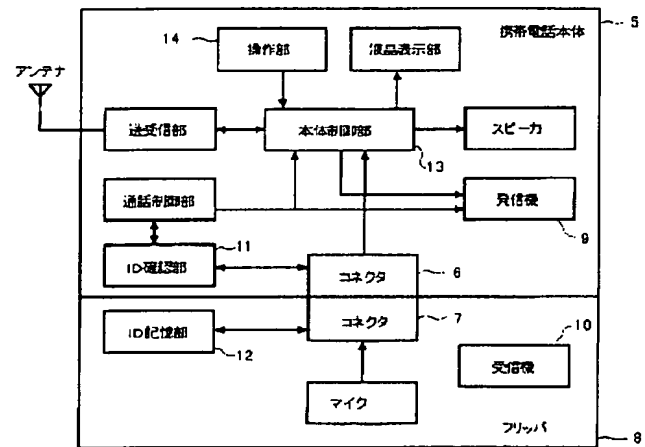 14
操作部
液晶表示部
携帯電話本体
5
アンテナ
送受信部
本体制御部
スピーカ
13
通話制御部
発信機
9
11
ID確認部
コネクタ
6
ID記憶部
コネクタ
7
10
12
受信機
マイク
フリッパ
8